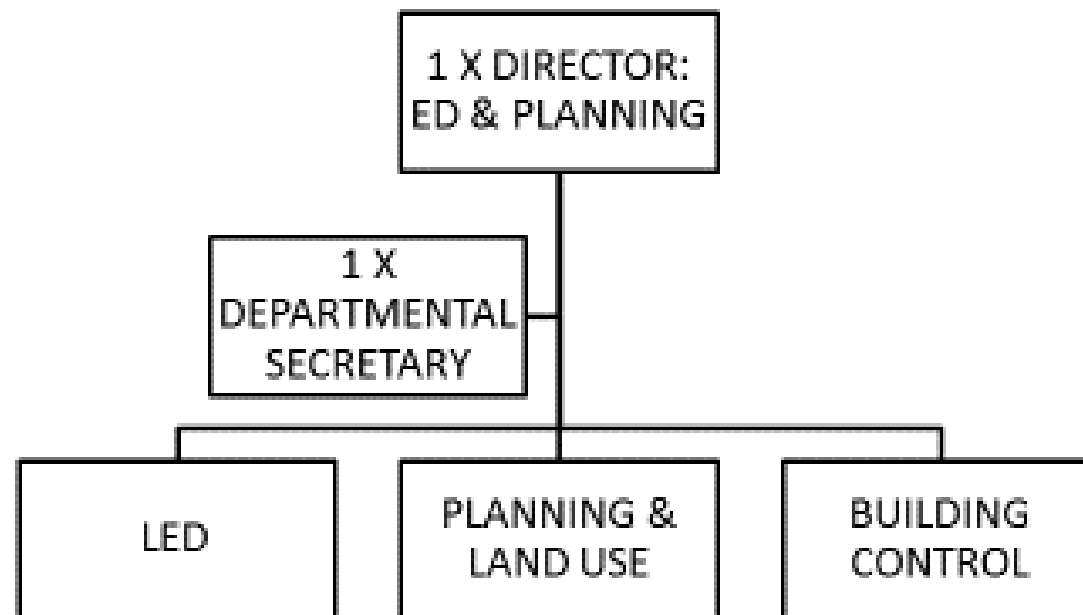 1 X DIRECTOR:
ED & PLANNING
1 X
DEPARTMENTAL
SECRETARY
LED
PLANNING &
LAND USE
BUILDING
CONTROL